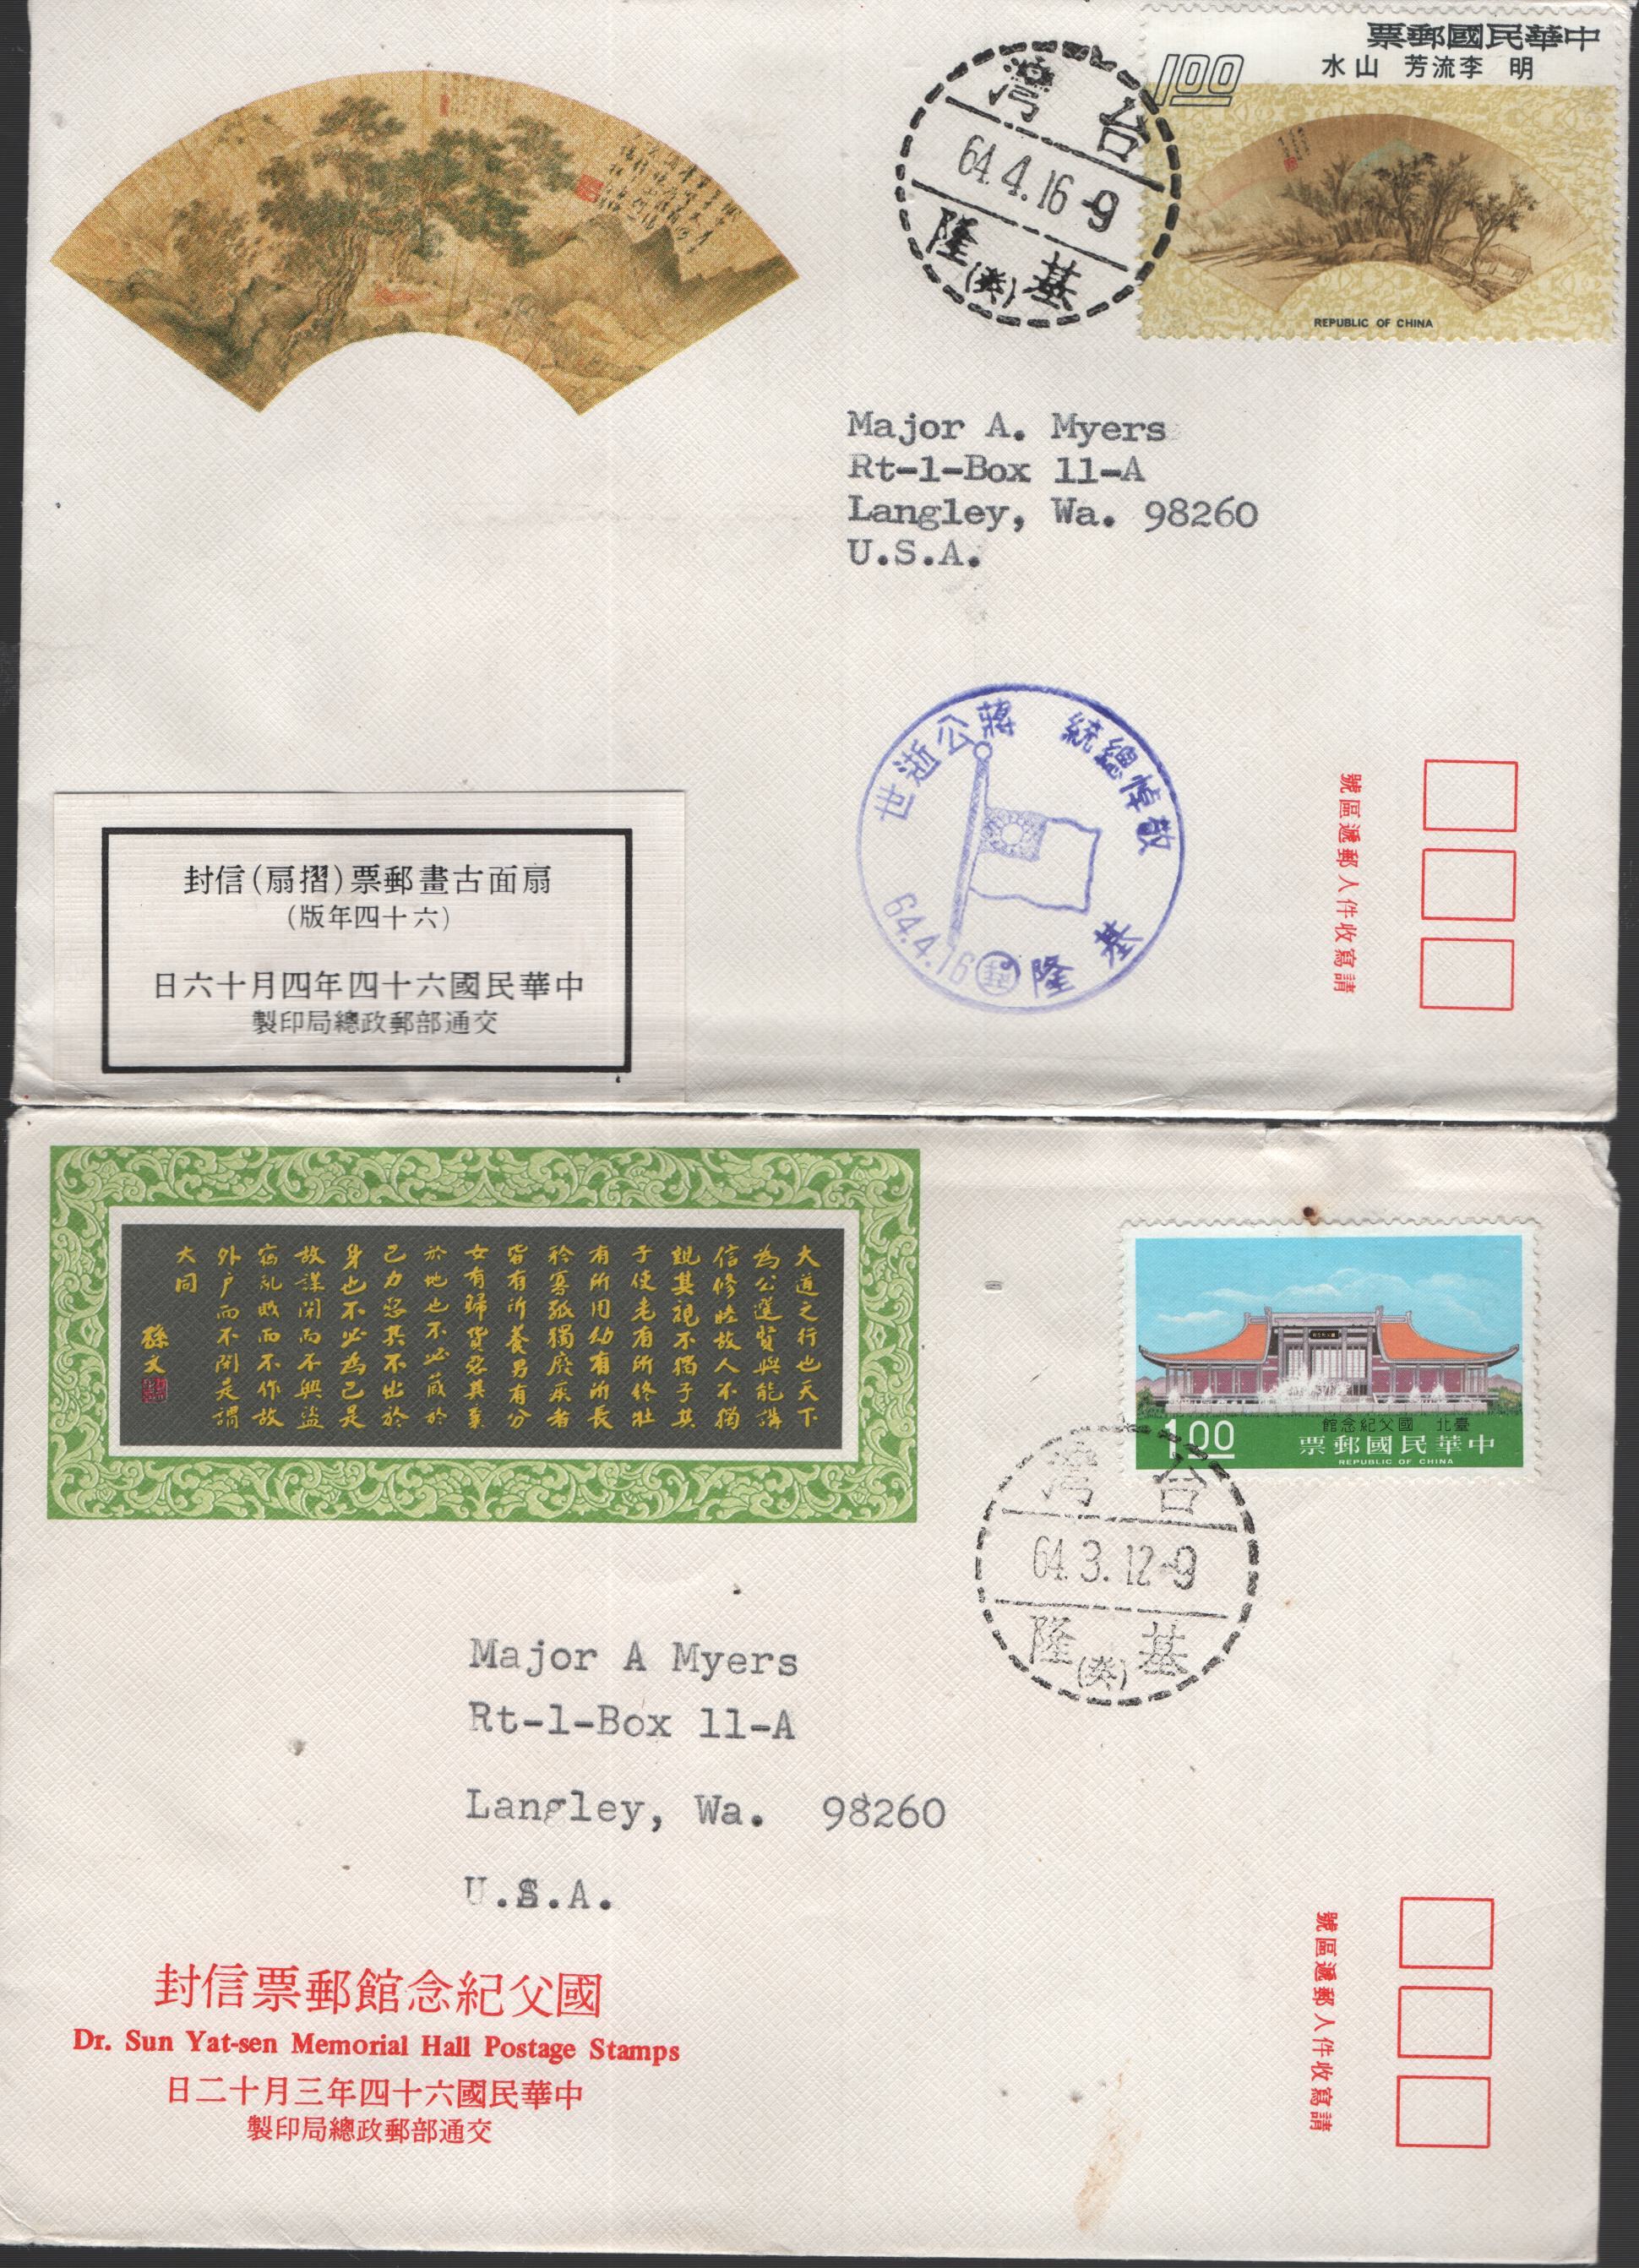 中華民國郵票
明 李流芳 山水
1.00
REPUBLIC OF CHINA
台灣
64.4.16-9
基隆
(癸)
Major A. Myers
Rt-1-Box 11-A
Langley, Wa. 98260
U.S.A.
敬悼總統 蔣公逝世
64.4.16
基隆
郵
請寫收件人郵遞區號
扇面古畫郵票(摺扇)信封
(六十四年版)
中華民國六十四年四月十六日
交通部郵政總局印製
大道之行也天下
為公選賢與能講
信修睦故人不獨
親其親不獨子其
子使老有所終壯
有所用幼有所長
矜寡孤獨廢疾者
皆有所養男有分
女有歸貨惡其棄
於地也不必藏於
己力惡其不出於
身也不必為己是
故謀閉而不興盜
竊亂賊而不作故
外戶而不閉是謂
大同
孫文
臺北 國父紀念館
1.00
中華民國郵票
REPUBLIC OF CHINA
台灣
64.3.12-9
基隆
(癸)
Major A Myers
Rt-1-Box 11-A
Langley, Wa. 98260
U.S.A.
請寫收件人郵遞區號
國父紀念館郵票信封
Dr. Sun Yat-sen Memorial Hall Postage Stamps
中華民國六十四年三月十二日
交通部郵政總局印製